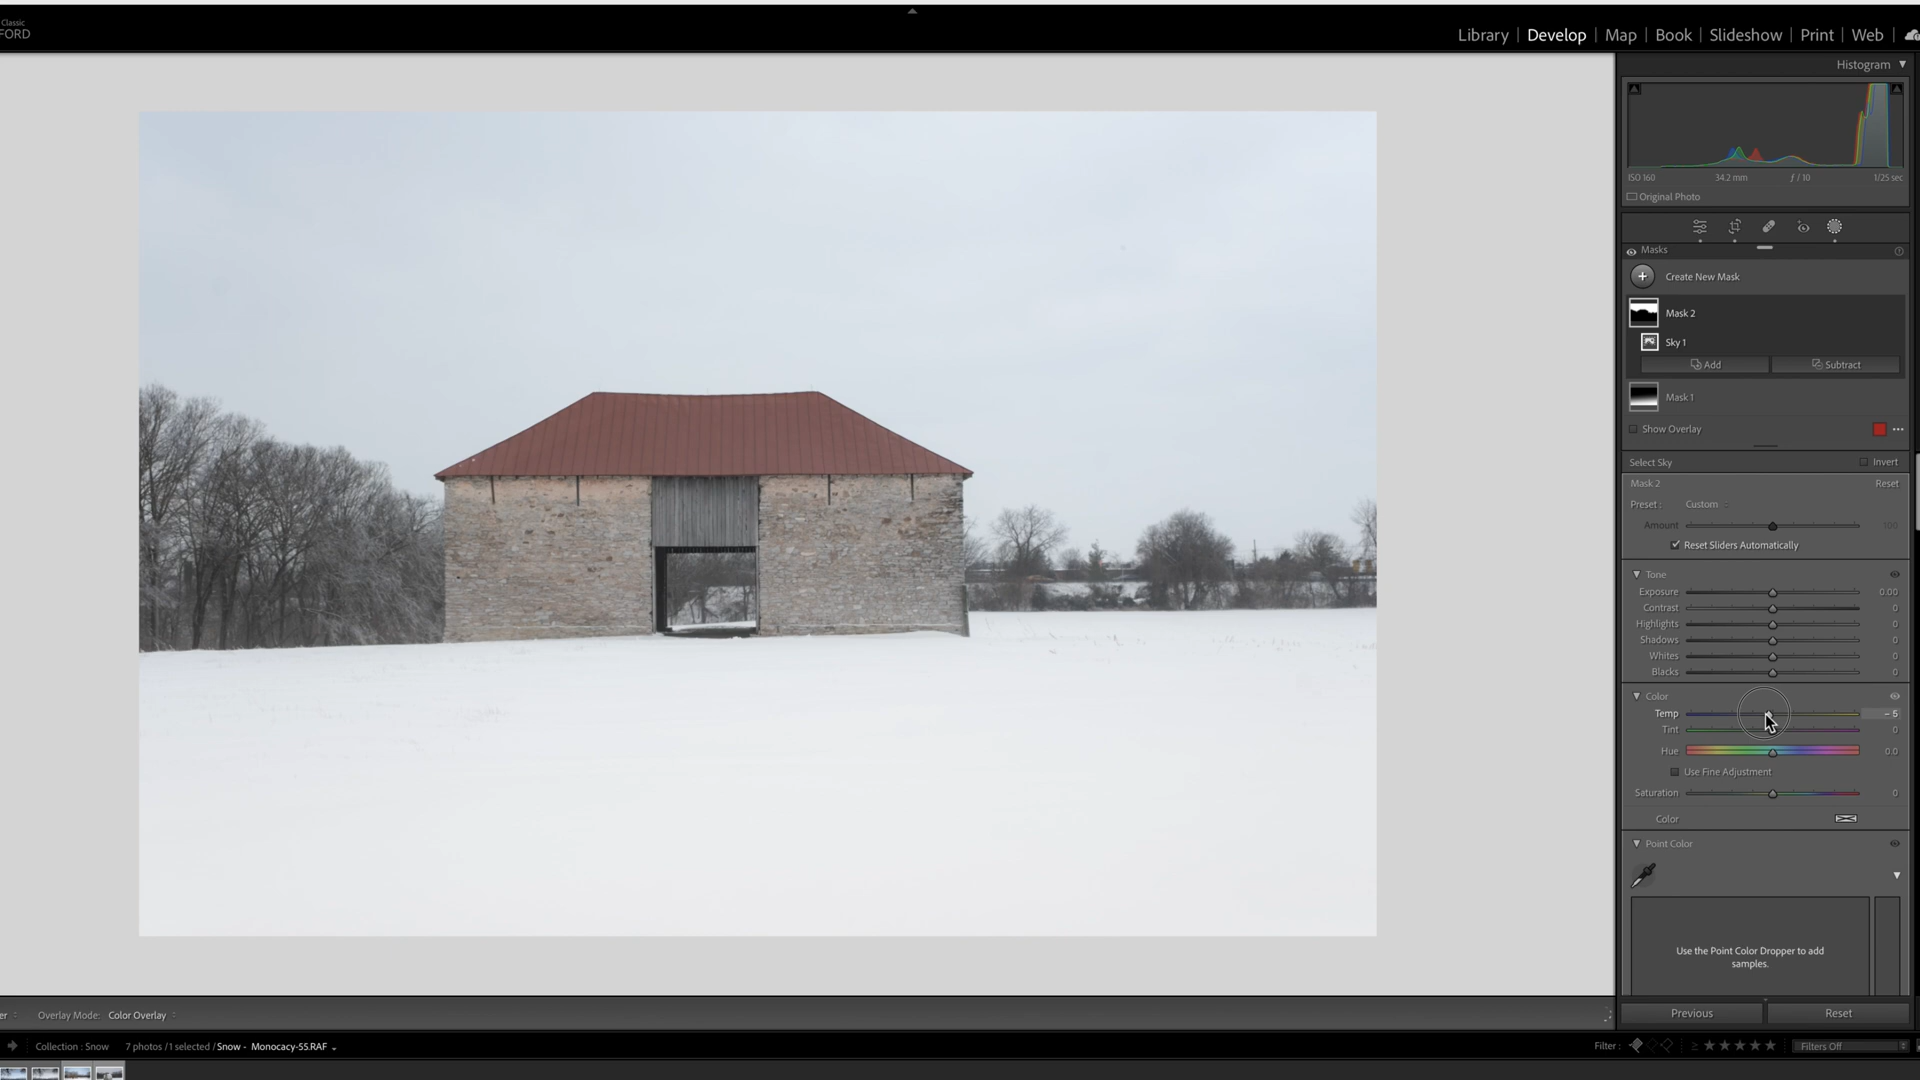 Classic
FORD
Library | Develop | Map | Book | Slideshow | Print | Web |
Histogram
ISO 160 34.2 mm ƒ / 10 1/25 sec
Original Photo
Masks
Create New Mask
Mask 2
Sky 1
Add Subtract
Mask 1
Show Overlay
Select Sky Invert
Mask 2 Reset
Preset : Custom
Amount 100
Reset Sliders Automatically
Tone
Exposure 0.00
Contrast 0
Highlights 0
Shadows 0
Whites 0
Blacks 0
Color
Temp – 5
Tint 0
Hue 0.0
Use Fine Adjustment
Saturation 0
Color
Point Color
Use the Point Color Dropper to add
samples.
Previous Reset
er Overlay Mode: Color Overlay
Collection : Snow 7 photos / 1 selected / Snow - Monocacy-55.RAF
Filter : Filters Off